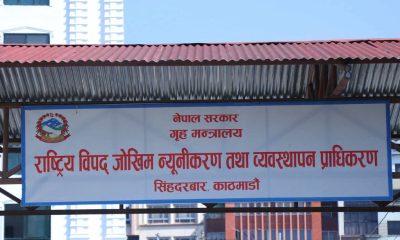 नेपाल सरकार
गृह मन्त्रालय
राष्ट्रिय विपद् जोखिम न्यूनीकरण तथा व्यवस्थापन प्राधिकरण
सिंहदरबार, काठमाडौं